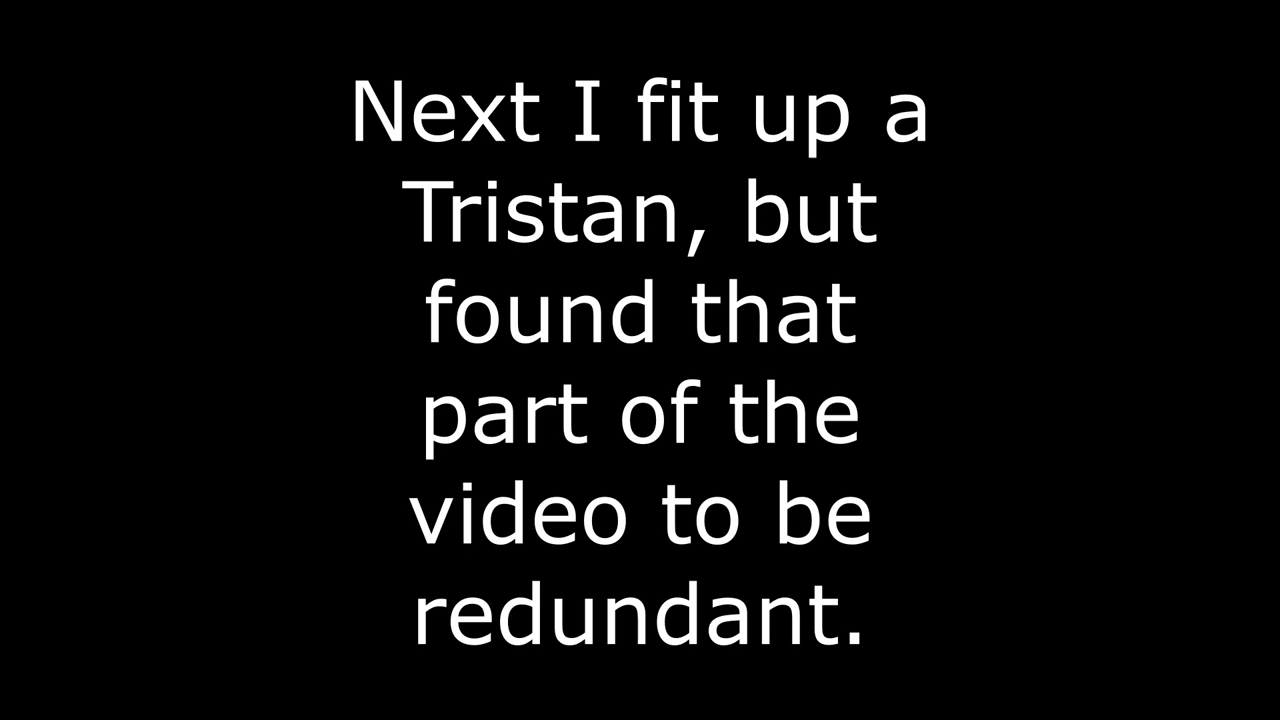 Next I fit up a
Tristan, but
found that
part of the
video to be
redundant.